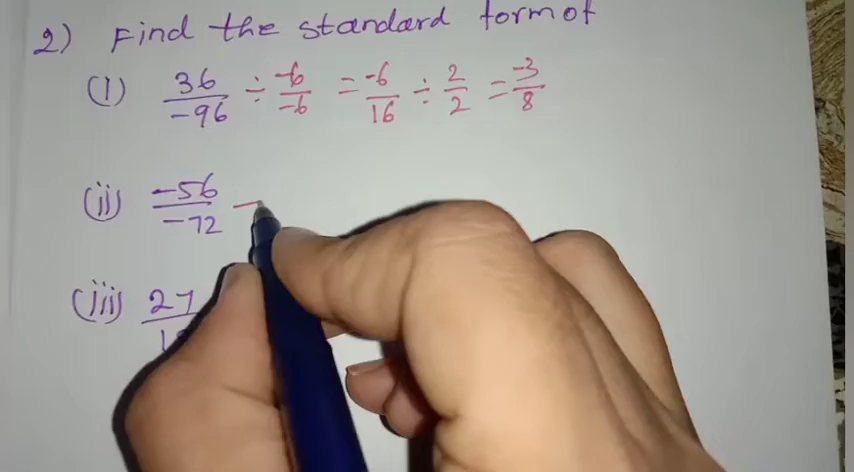 2) Find the standard form of
(i) 36/-96 ÷ -6/-6 = -6/16 ÷ 2/2 = -3/8
(ii) -56/-72
(iii) 27/